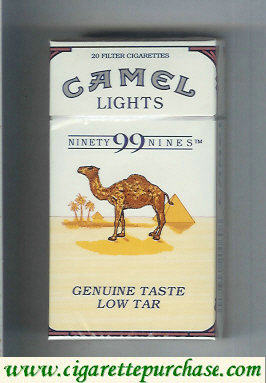 20 FILTER CIGARETTES
CAMEL
LIGHTS
NINETY 99 NINES™
GENUINE TASTE
LOW TAR
www.cigarettepurchase.com